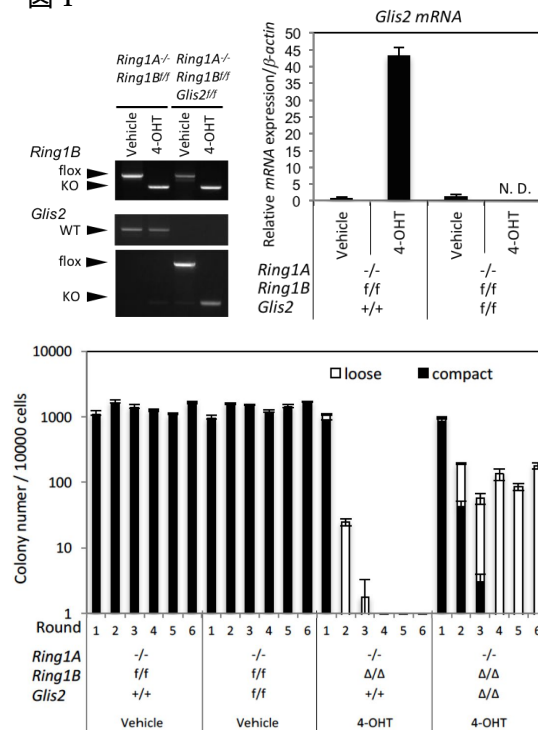 図 1
Ring1A-/- Ring1A-/-
Ring1Bf/f Ring1Bf/f
Glis2f/f
Vehicle
4-OHT
Vehicle
4-OHT
Ring1B
flox
KO
Glis2
WT
flox
KO
Glis2 mRNA
Relative mRNA expression/β-actin
50
45
40
35
30
25
20
15
10
5
0
N. D.
Vehicle
4-OHT
Vehicle
4-OHT
Ring1A -/- -/-
Ring1B f/f f/f
Glis2 +/+ f/f
Colony numer / 10000 cells
10000
1000
100
10
1
loose compact
Round 1 2 3 4 5 6 1 2 3 4 5 6 1 2 3 4 5 6 1 2 3 4 5 6
Ring1A -/- -/- -/- -/-
Ring1B f/f f/f Δ/Δ Δ/Δ
Glis2 +/+ f/f +/+ Δ/Δ
Vehicle Vehicle 4-OHT 4-OHT